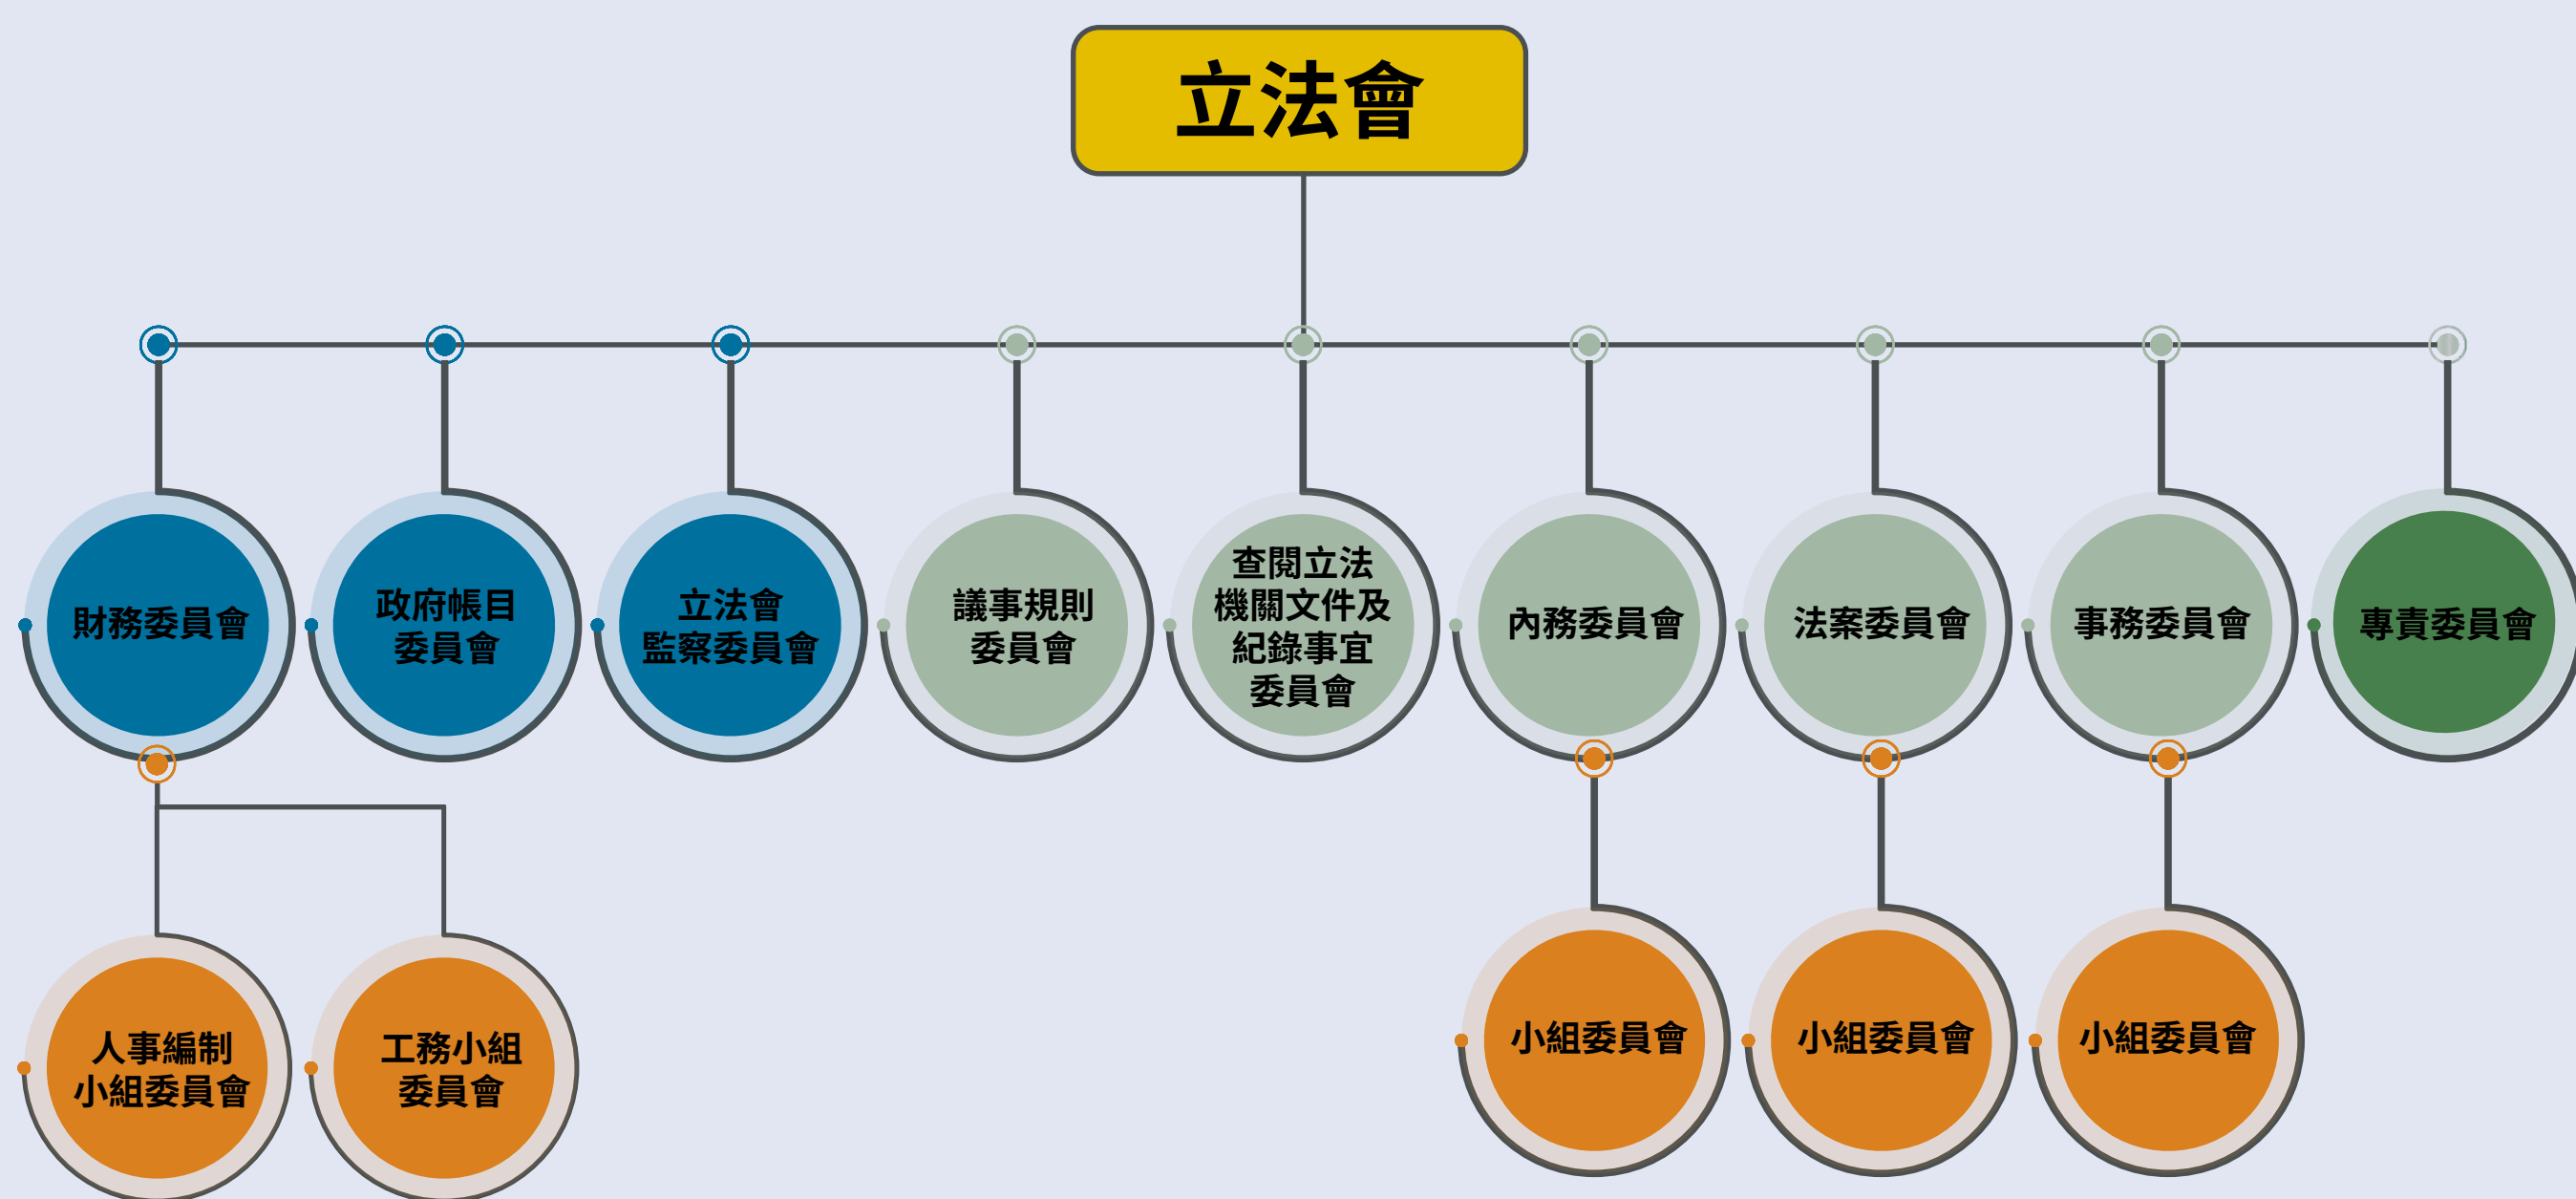 立法會
財務委員會
政府帳目
委員會
立法會
監察委員會
議事規則
委員會
查閱立法
機關文件及
紀錄事宜
委員會
內務委員會
法案委員會
事務委員會
專責委員會
人事編制
小組委員會
工務小組
委員會
小組委員會
小組委員會
小組委員會